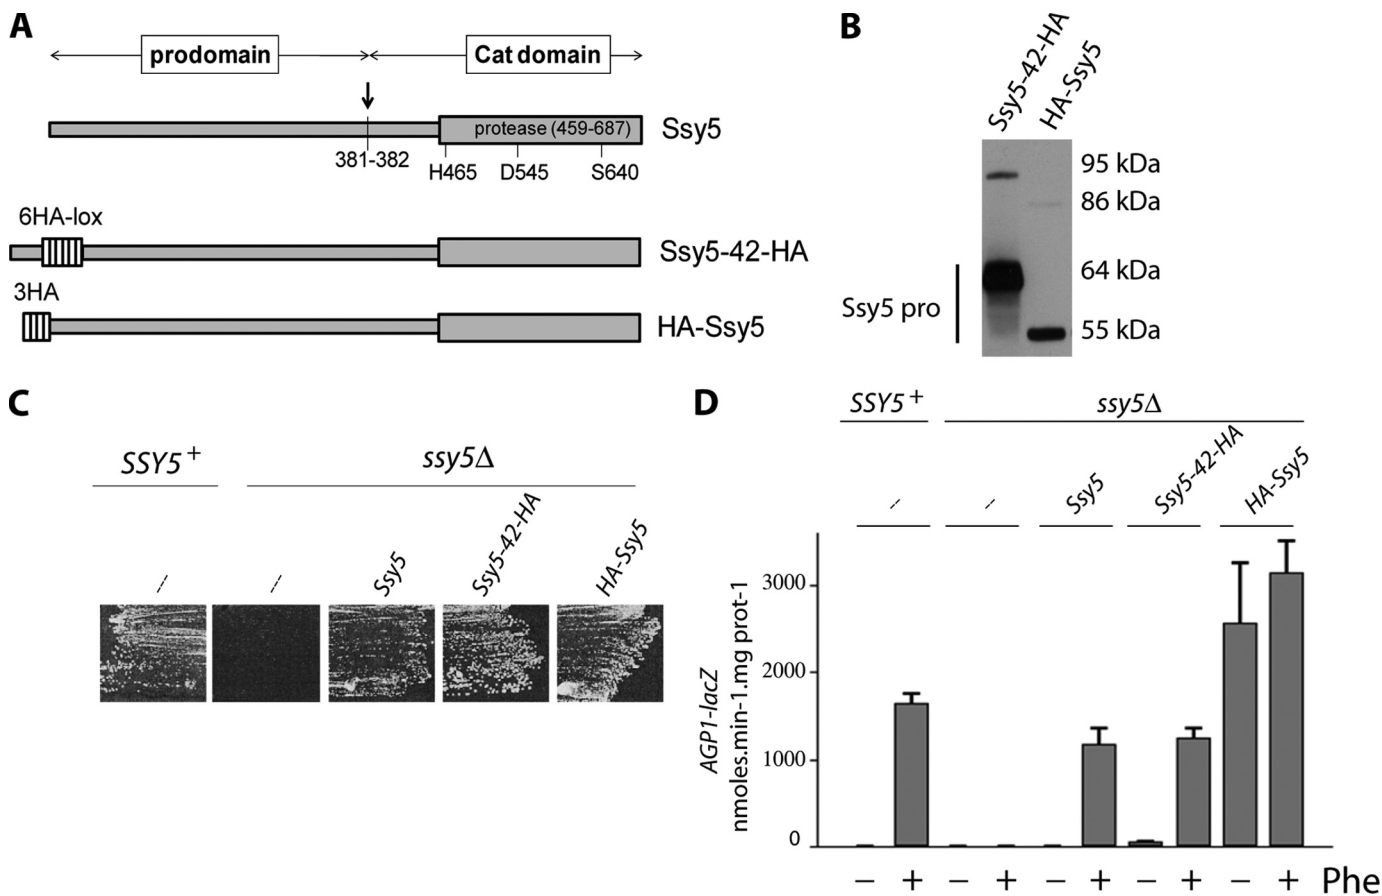 A
prodomain
Cat domain
protease (459-687)
Ssy5
381-382
H465
D545
S640
6HA-lox
Ssy5-42-HA
3HA
HA-Ssy5
B
Ssy5-42-HA
HA-Ssy5
95 kDa
86 kDa
64 kDa
Ssy5 pro
55 kDa
C
SSY5 +
ssy5Δ
-/-
-/-
Ssy5
Ssy5-42-HA
HA-Ssy5
D
SSY5 +
ssy5Δ
-/-
-/-
Ssy5
Ssy5-42-HA
HA-Ssy5
AGP1-lacZ
nmoles.min-1.mg prot-1
3000
2000
1000
0
− + − + − + − + − + Phe